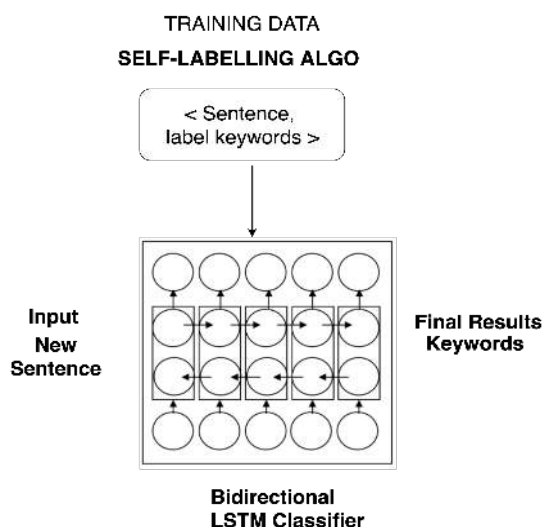 TRAINING DATA
SELF-LABELLING ALGO
< Sentence,
label keywords >
Input
New
Sentence
Final Results
Keywords
Bidirectional
LSTM Classifier